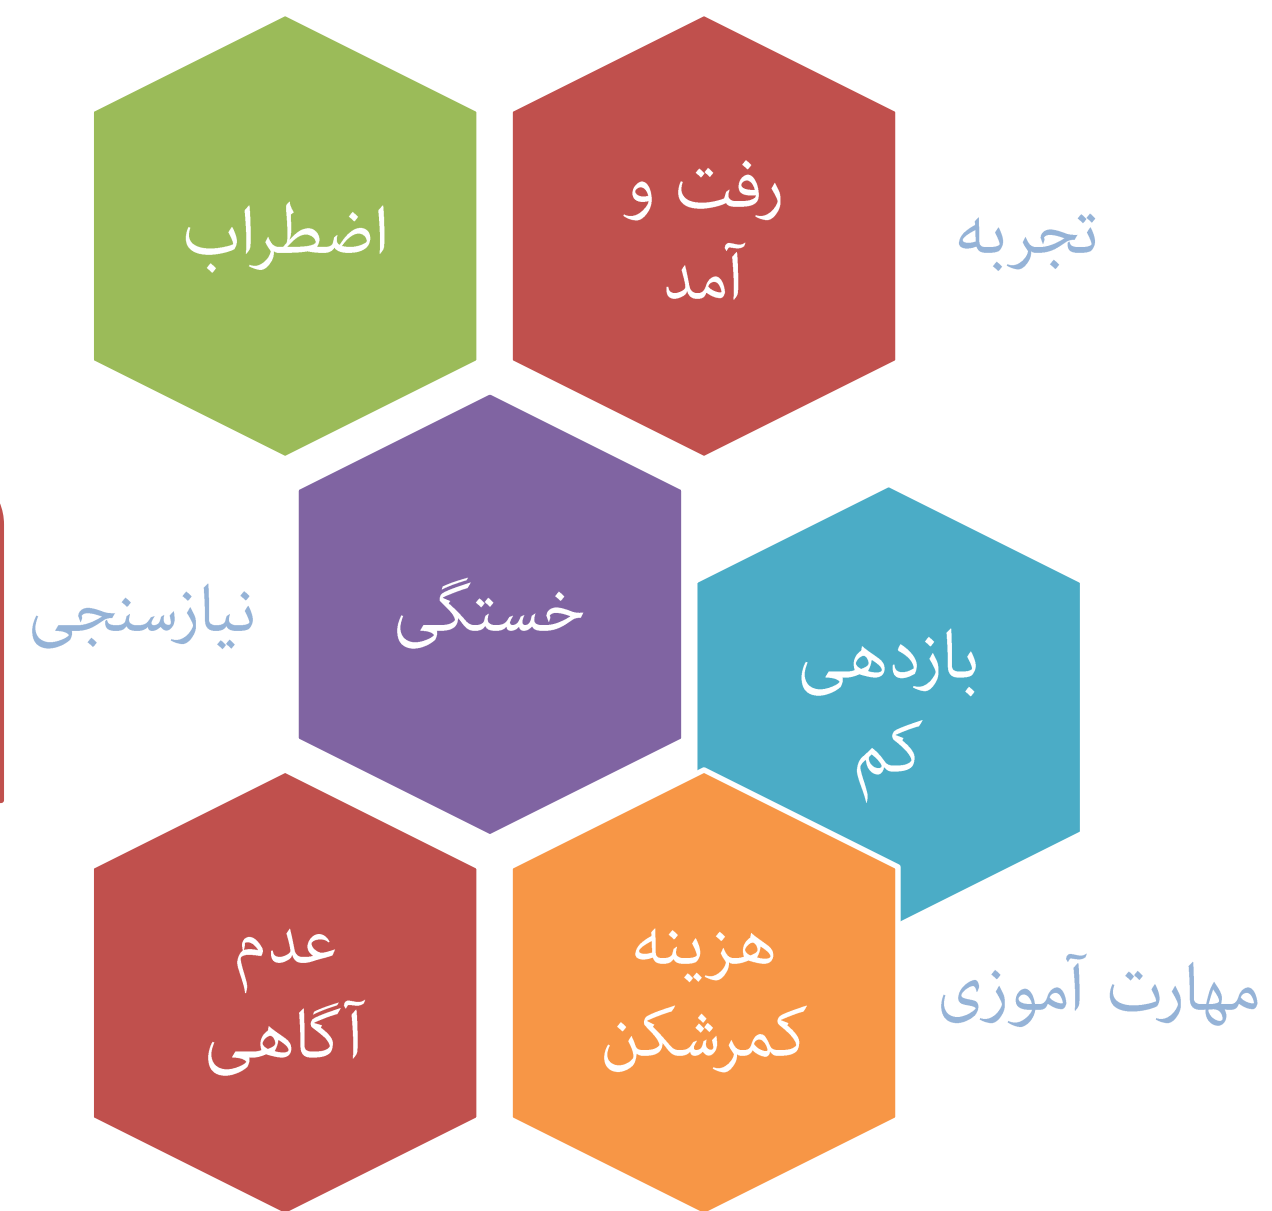 تجربه
رفت و
آمد
اضطراب
خستگی
نیازسنجی
بازدهی
کم
هزینه
کمرشکن
عدم
آگاهی
مهارت آموزی